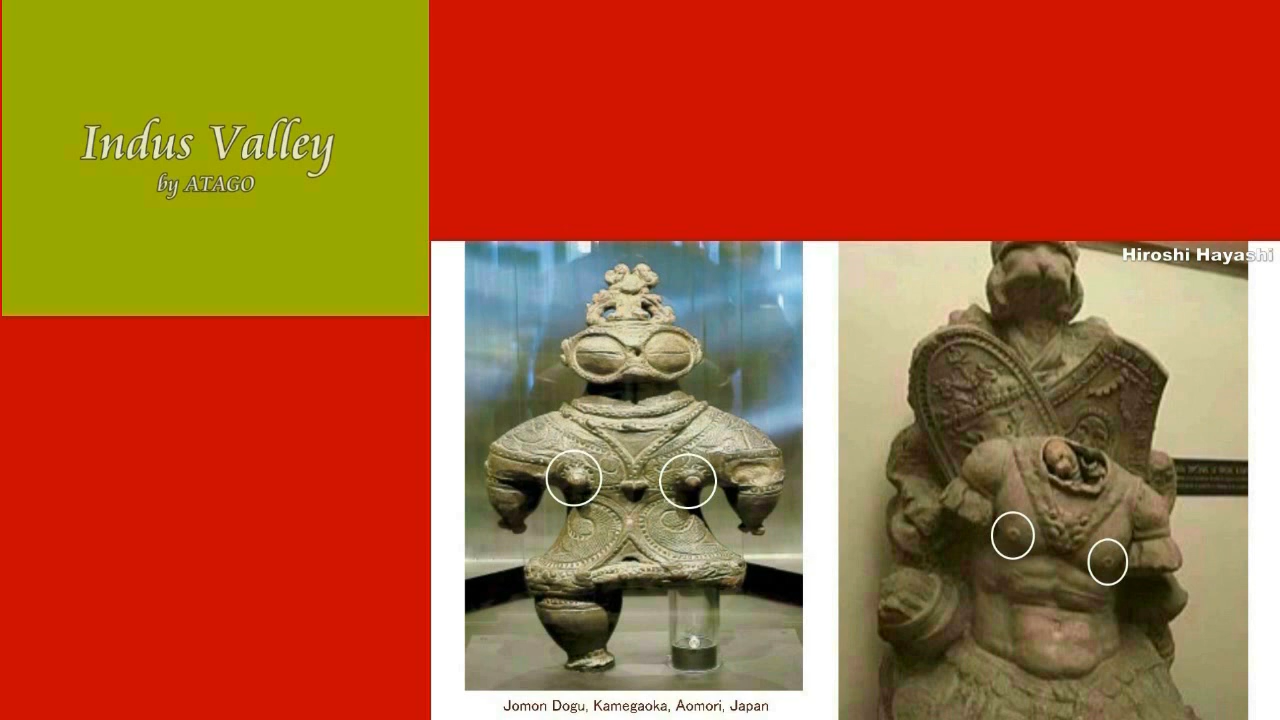 Indus Valley
by ATAGO
Hiroshi Hayashi
Jomon Dogu, Kamegaoka, Aomori, Japan